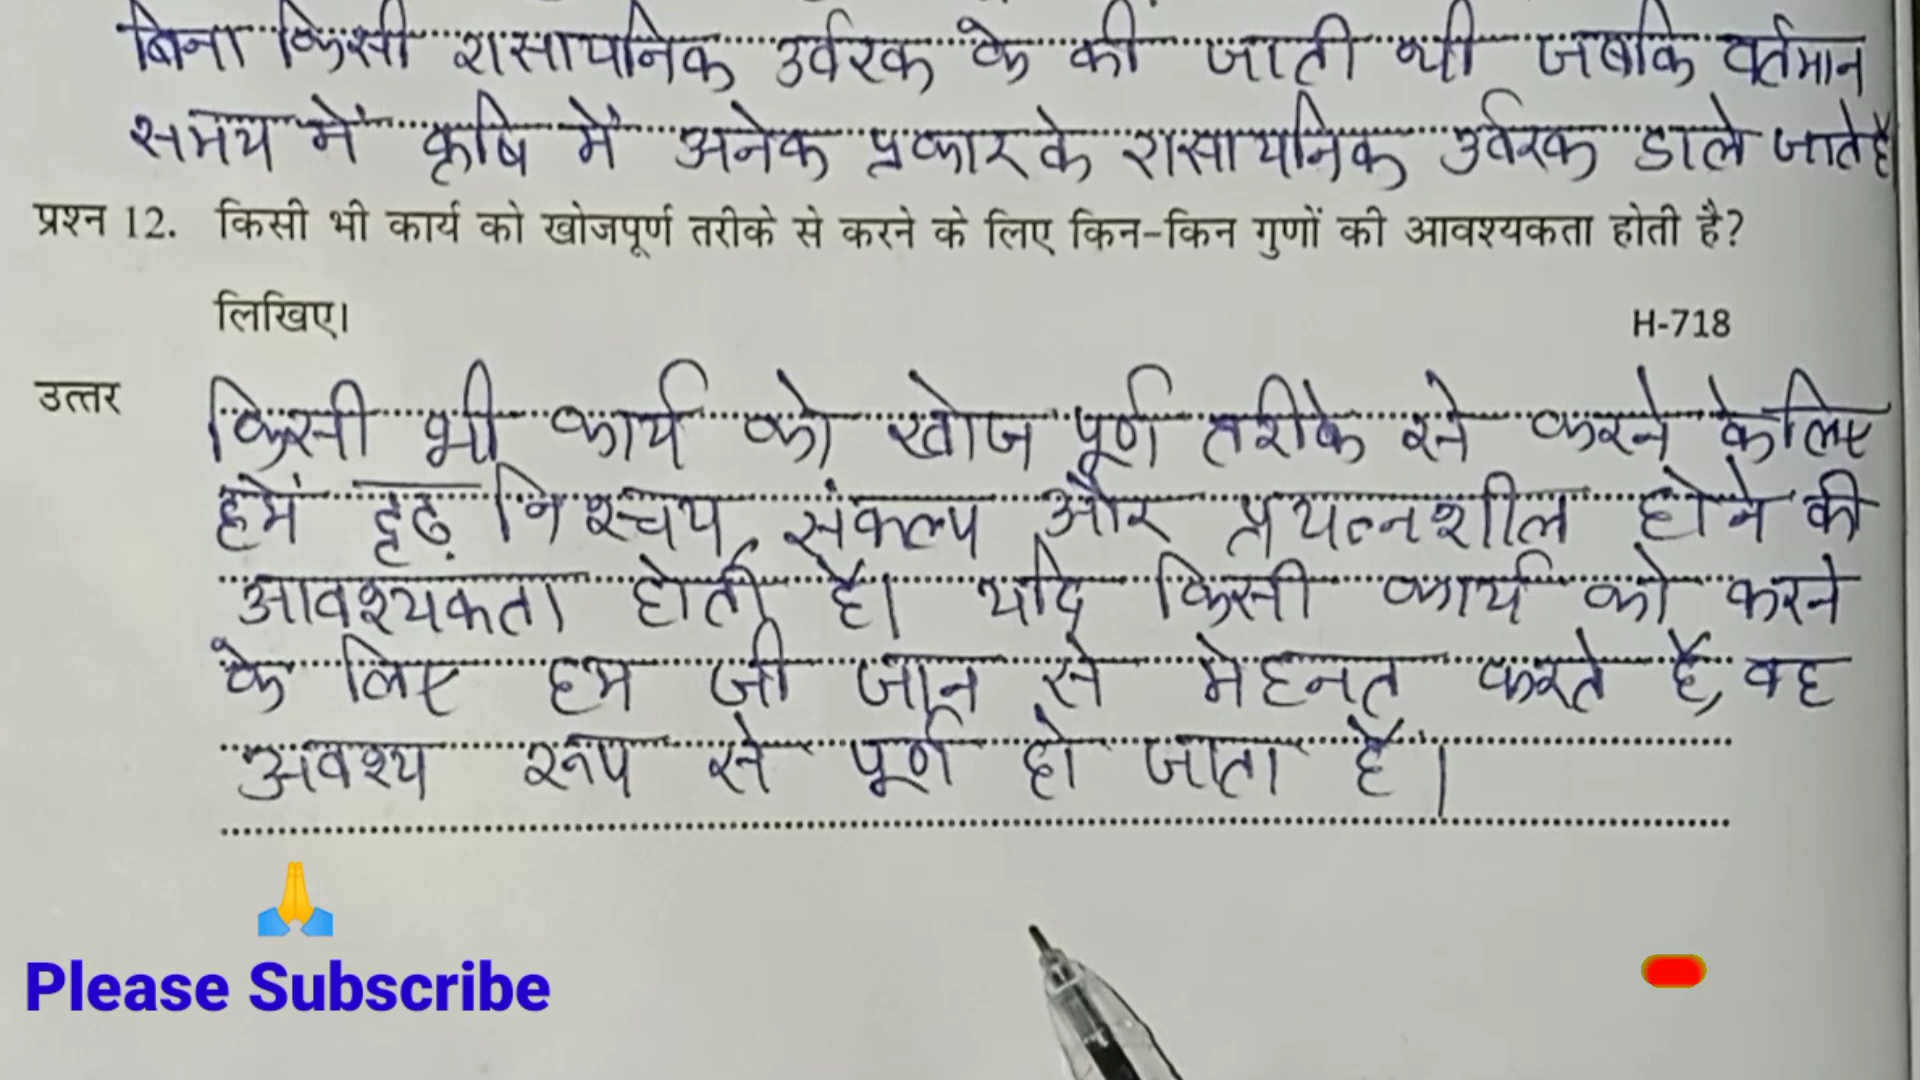 बिना किसी रासायनिक उर्वरक के की जाती थी जबकि वर्तमान
समय में कृषि में अनेक प्रकार के रासायनिक उर्वरक डाले जाते है
प्रश्न 12. किसी भी कार्य को खोजपूर्ण तरीके से करने के लिए किन-किन गुणों की आवश्यकता होती है?
लिखिए। H-718
उत्तर किसी भी कार्य को खोज पूर्ण तरीके से करने के लिए
हमें दृढ़ निश्चय, संकल्प और प्रयत्नशील होने की
आवश्यकता होती है। यदि किसी कार्य को करने
के लिए हम जी जान से मेहनत करते हैं, वह
अवश्य रूप से पूर्ण हो जाता है।
Please Subscribe